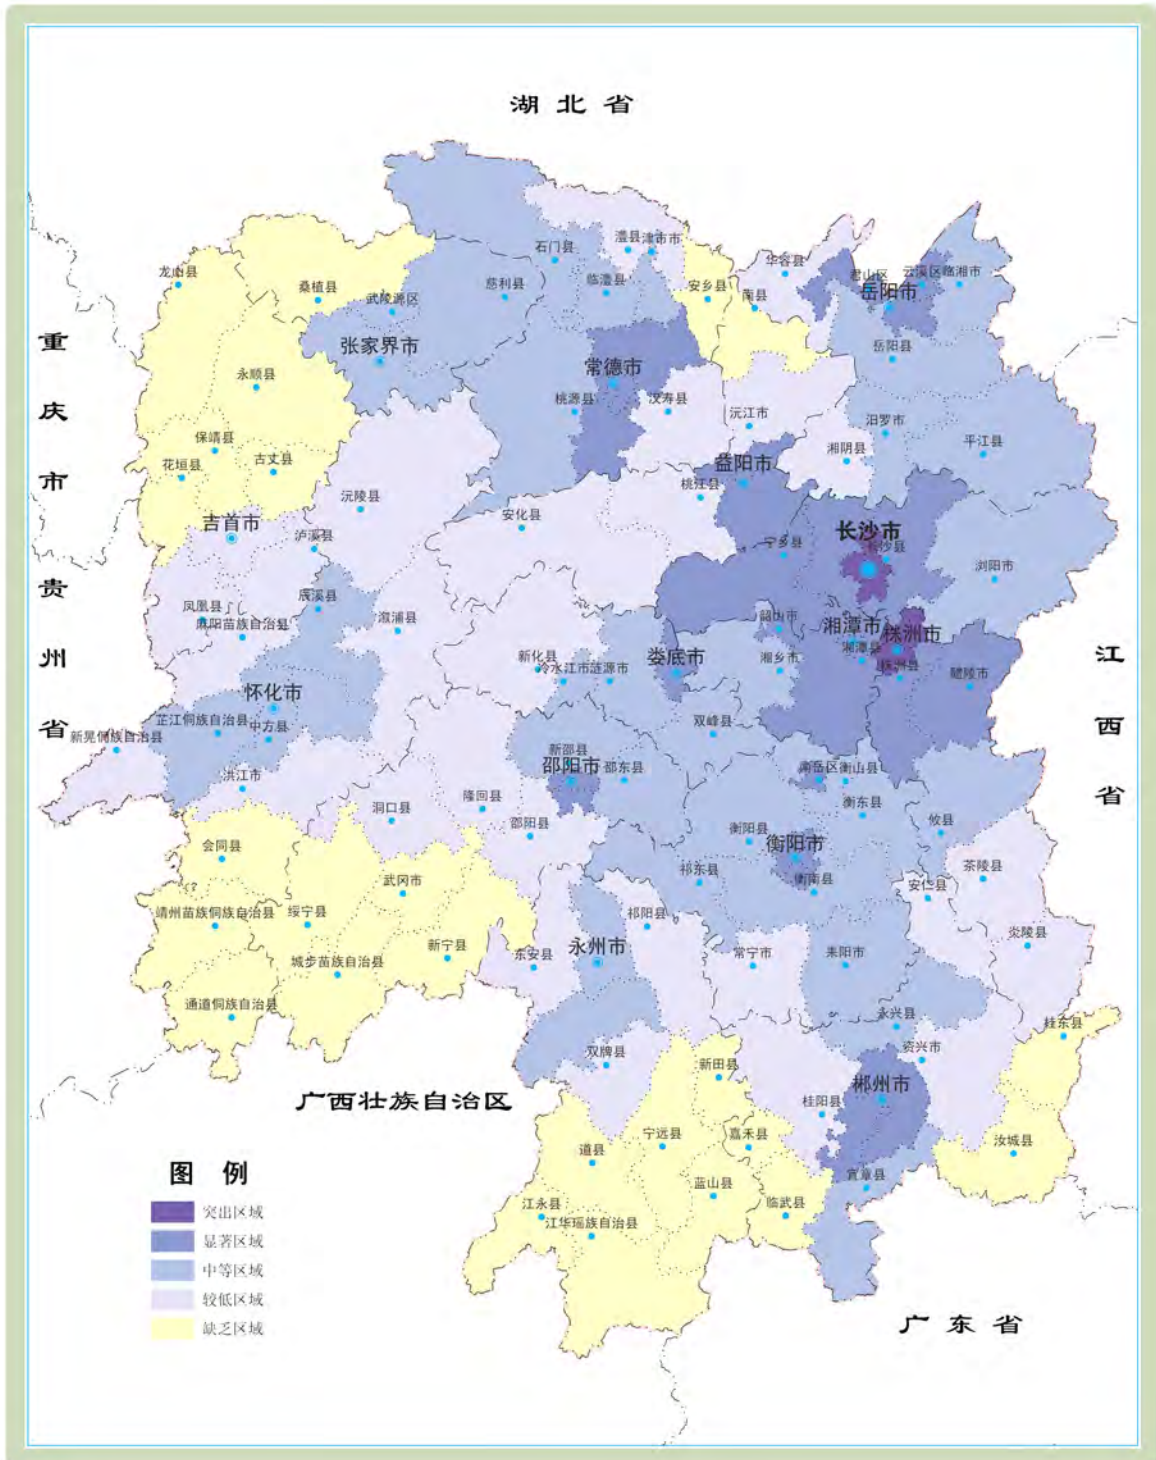 湖北省
重庆市
贵州省
江西省
广西壮族自治区
广东省
龙山县
桑植县
武陵源区
张家界市
慈利县
石门县
澧县
津市市
临澧县
安乡县
南县
华容县
君山区
云溪区
临湘市
岳阳市
岳阳县
永顺县
保靖县
花垣县
古丈县
吉首市
泸溪县
凤凰县
常德市
桃源县
汉寿县
沅江市
湘阴县
汨罗市
平江县
益阳市
桃江县
安化县
沅陵县
长沙市
长沙县
宁乡县
浏阳市
辰溪县
麻阳苗族自治县
溆浦县
怀化市
芷江侗族自治县
中方县
新晃侗族自治县
洪江市
新化县
冷水江市
涟源市
娄底市
双峰县
韶山市
湘乡市
湘潭市
湘潭县
株洲市
株洲县
醴陵市
新邵县
邵阳市
邵东县
隆回县
洞口县
邵阳县
南岳区
衡山县
衡东县
衡阳县
衡阳市
衡南县
祁东县
攸县
茶陵县
安仁县
炎陵县
会同县
武冈市
靖州苗族侗族自治县
绥宁县
新宁县
城步苗族自治县
通道侗族自治县
祁阳县
永州市
东安县
常宁市
耒阳市
永兴县
资兴市
桂东县
双牌县
新田县
桂阳县
郴州市
汝城县
宁远县
嘉禾县
道县
蓝山县
临武县
宜章县
江永县
江华瑶族自治县
图例
突出区域
显著区域
中等区域
较低区域
缺乏区域